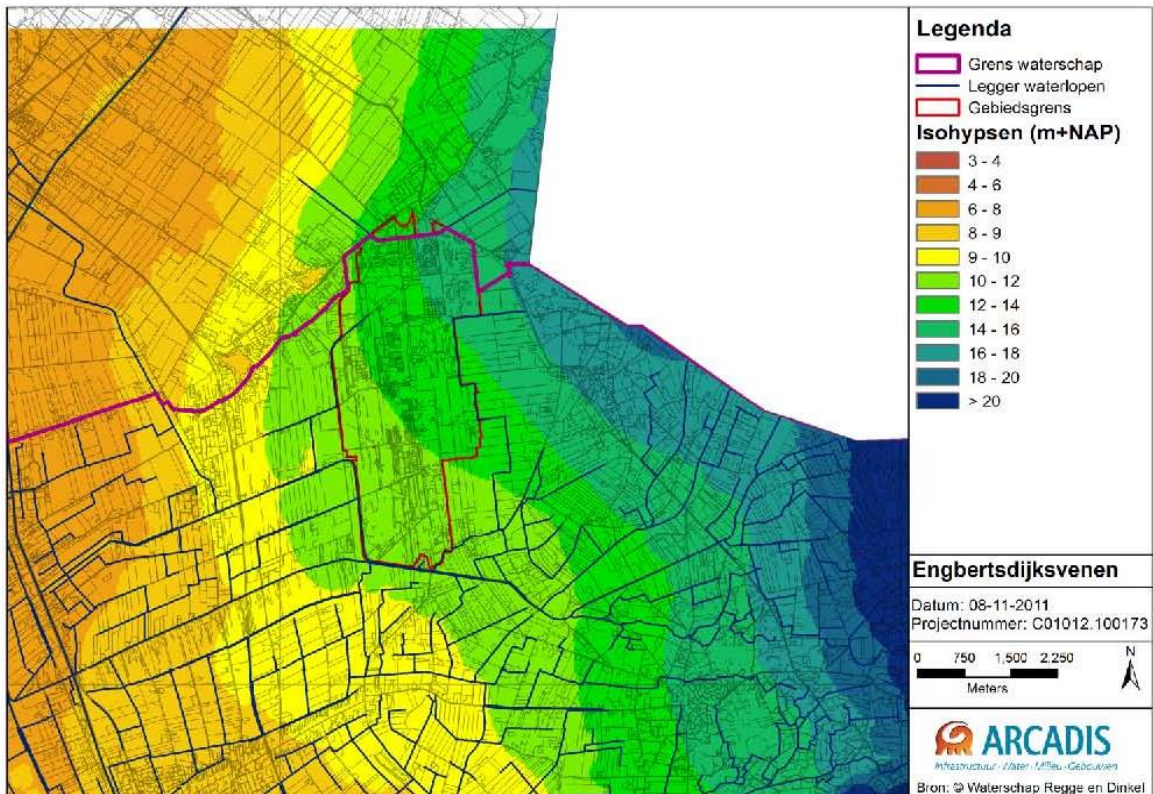 Legenda
Grens waterschap
Legger waterlopen
Gebiedsgrens
Isohypsen (m+NAP)
3 - 4
4 - 6
6 - 8
8 - 9
9 - 10
10 - 12
12 - 14
14 - 16
16 - 18
18 - 20
> 20
Engbertsdijksvenen
Datum: 08-11-2011
Projectnummer: C01012.100173
0 750 1,500 2.250
N
Meters
ARCADIS
Infrastructuur · Water · Milieu · Gebouwen
Bron: © Waterschap Regge en Dinkel